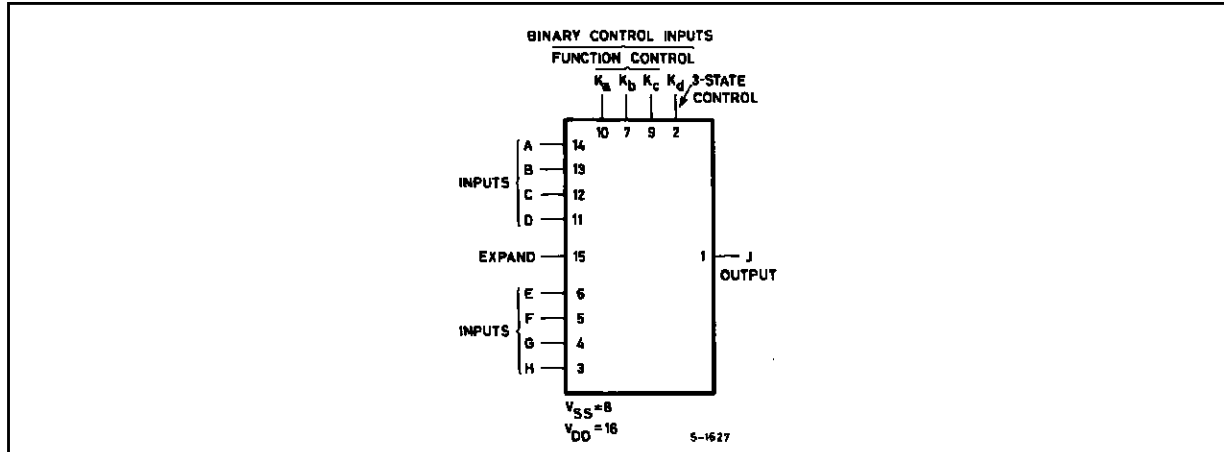 BINARY CONTROL INPUTS
FUNCTION CONTROL
Ka Kb Kc Kd 3-STATE
CONTROL
10 7 9 2
A 14
B 13
INPUTS
C 12
D 11
EXPAND 15 1 J
OUTPUT
E 6
F 5
INPUTS
G 4
H 3
VSS=8
VDD=16
S-1627